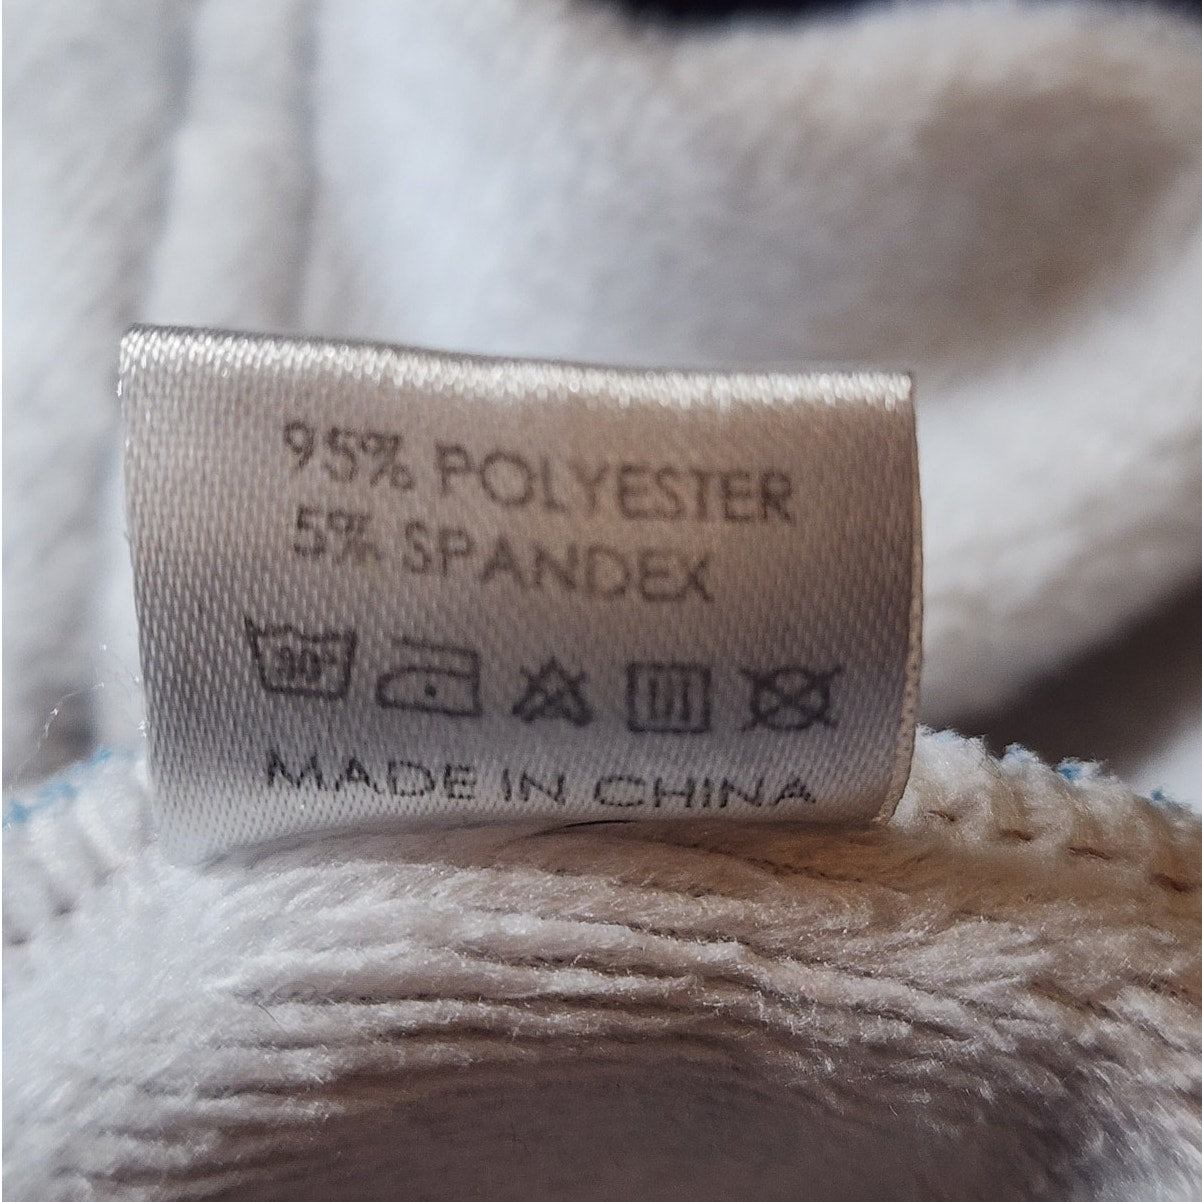 95% POLYESTER
5% SPANDEX
30°
MADE IN CHINA